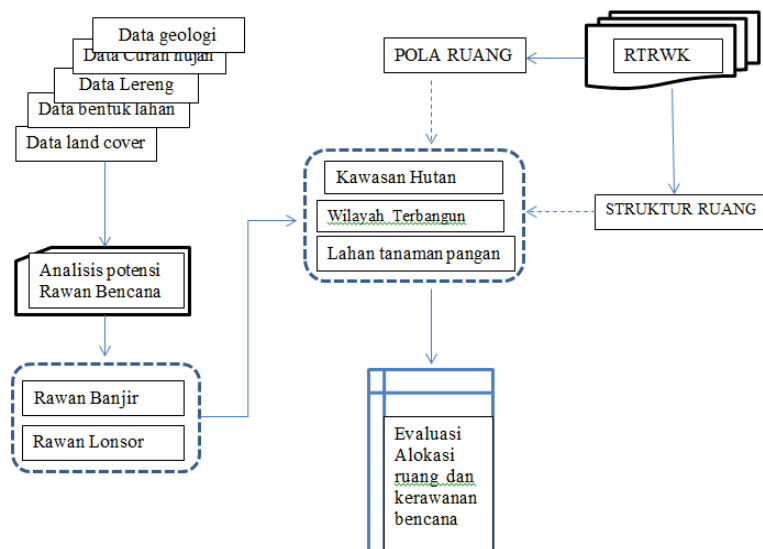 Data geologi
Data Curah hujan
Data Lereng
Data bentuk lahan
Data land cover
POLA RUANG
RTRWK
Kawasan Hutan
Wilayah Terbangun
Lahan tanaman pangan
STRUKTUR RUANG
Analisis potensi
Rawan Bencana
Rawan Banjir
Rawan Lonsor
Evaluasi
Alokasi
ruang dan
kerawanan
bencana